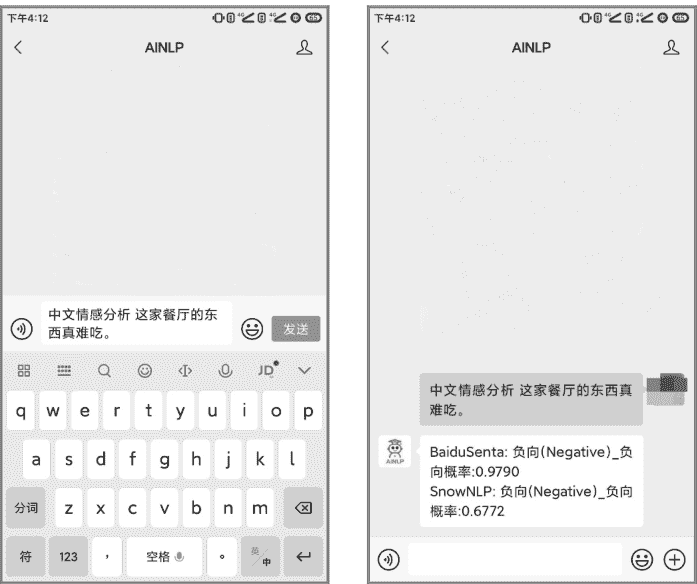 下午4:12
AINLP
中文情感分析 这家餐厅的东
西真难吃。
发送
JD
q w e r t y u i o p
a s d f g h j k l
分词 z x c v b n m
符 123 ， 空格 。 英/中
下午4:12
AINLP
中文情感分析 这家餐厅的东西真
难吃。
AINLP
BaiduSenta: 负向(Negative)_负
向概率:0.9790
SnowNLP: 负向(Negative)_负向
概率:0.6772